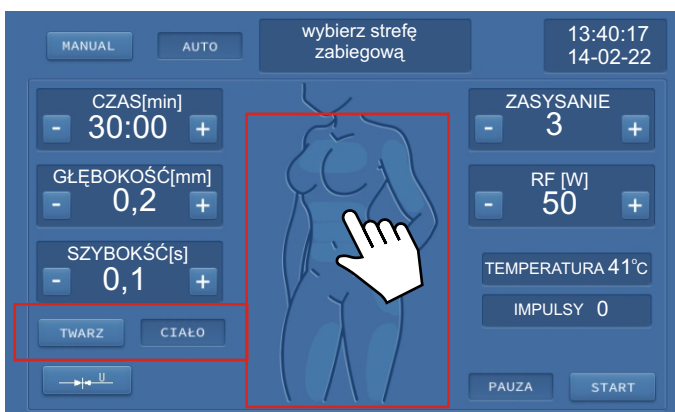 MANUAL
AUTO
wybierz strefę
zabiegową
13:40:17
14-02-22
CZAS[min]
- 30:00 +
GŁĘBOKOŚĆ[mm]
- 0,2 +
SZYBOKŚĆ[s]
- 0,1 +
TWARZ
CIAŁO
U
ZASYSANIE
- 3 +
RF [W]
- 50 +
TEMPERATURA 41°C
IMPULSY 0
PAUZA
START